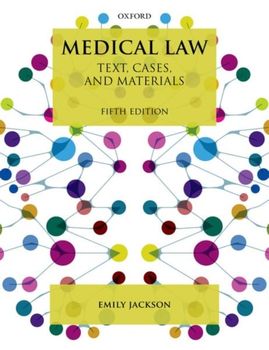 OXFORD
MEDICAL LAW
TEXT, CASES,
AND MATERIALS
FIFTH EDITION
EMILY JACKSON